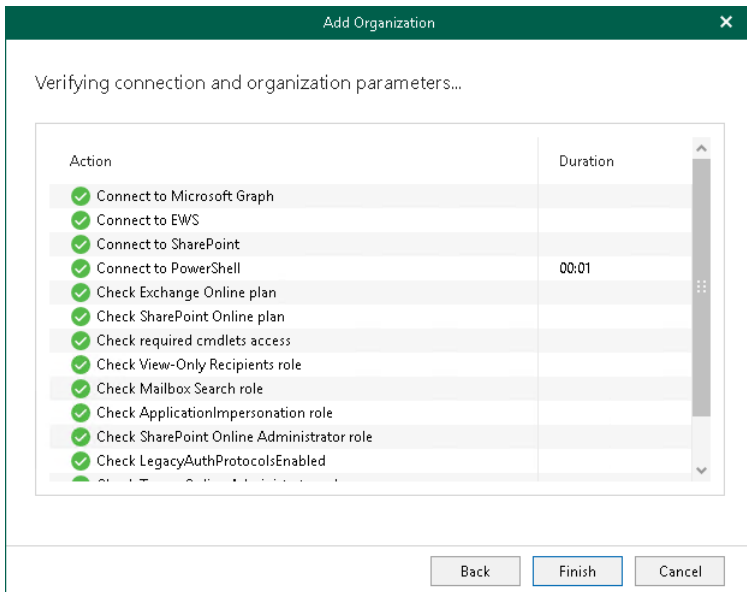 Add Organization
Verifying connection and organization parameters...
Action Duration
Connect to Microsoft Graph
Connect to EWS
Connect to SharePoint
Connect to PowerShell 00:01
Check Exchange Online plan
Check SharePoint Online plan
Check required cmdlets access
Check View-Only Recipients role
Check Mailbox Search role
Check ApplicationImpersonation role
Check SharePoint Online Administrator role
Check LegacyAuthProtocolsEnabled
Back Finish Cancel